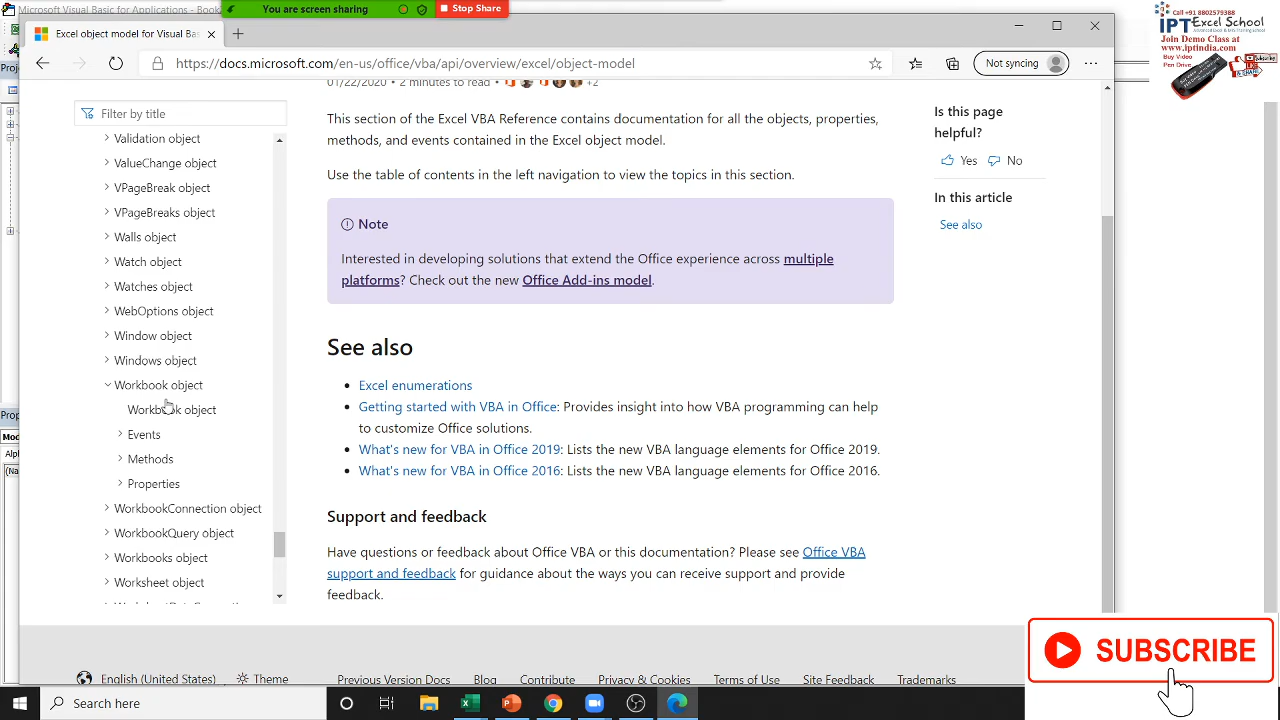 Microsoft Visual Basic for Applications - Book
You are screen sharing
Stop Share
Excel object model for Visual Bas
https://docs.microsoft.com/en-us/office/vba/api/overview/excel/object-model
Not syncing
Call +91 8802579388
IPT Excel School
Join Demo Class at
www.iptindia.com
Buy Video
Pen Drive
Filter by title
Validation object
ValueChange object
VPageBreak object
VPageBreaks object
Walls object
Watch object
Watches object
WebOptions object
Window object
Windows object
Workbook object
Workbook object
Events
Methods
Properties
WorkbookConnection object
WorkbookQuery object
Workbooks object
Worksheet object
01/22/2020 • 2 minutes to read •
+2
This section of the Excel VBA Reference contains documentation for all the objects, properties,
methods, and events contained in the Excel object model.
Use the table of contents in the left navigation to view the topics in this section.
Note
Interested in developing solutions that extend the Office experience across multiple
platforms? Check out the new Office Add-ins model.
See also
• Excel enumerations
• Getting started with VBA in Office: Provides insight into how VBA programming can help
to customize Office solutions.
• What's new for VBA in Office 2019: Lists the new VBA language elements for Office 2019.
• What's new for VBA in Office 2016: Lists the new VBA language elements for Office 2016.
Support and feedback
Have questions or feedback about Office VBA or this documentation? Please see Office VBA
support and feedback for guidance about the ways you can receive support and provide
feedback.
Is this page
helpful?
Yes No
In this article
See also
English (United States)
Theme
Previous Version Docs
Blog
Contribute
Privacy & Cookies
Terms of Use
Site Feedback
Trademarks
SUBSCRIBE
Search here